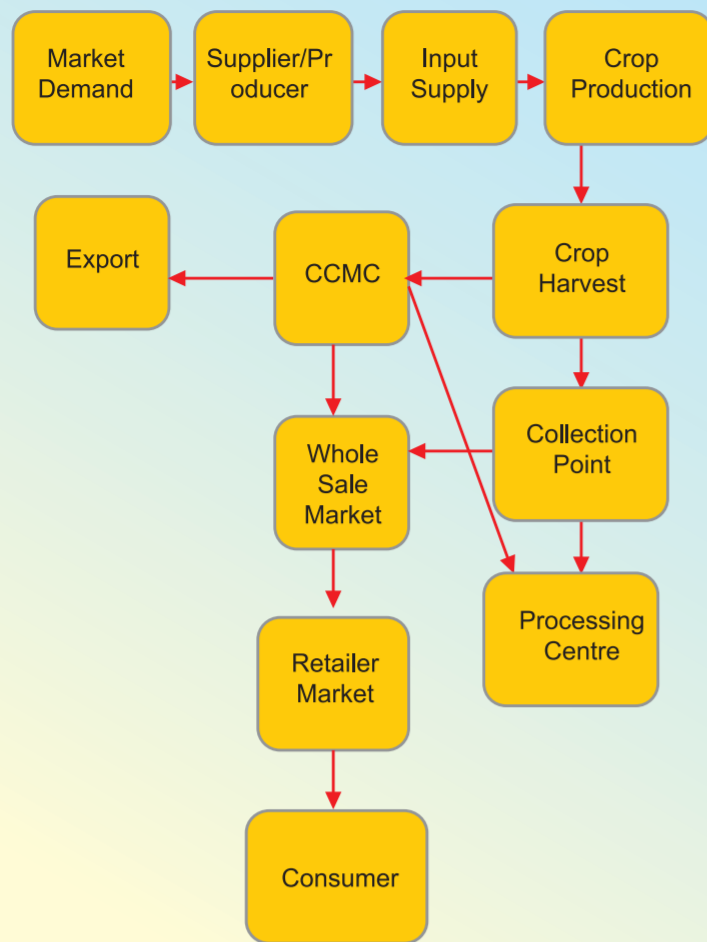 Market
Demand
Supplier/Pr
oducer
Input
Supply
Crop
Production
Export
CCMC
Crop
Harvest
Whole
Sale
Market
Collection
Point
Processing
Centre
Retailer
Market
Consumer